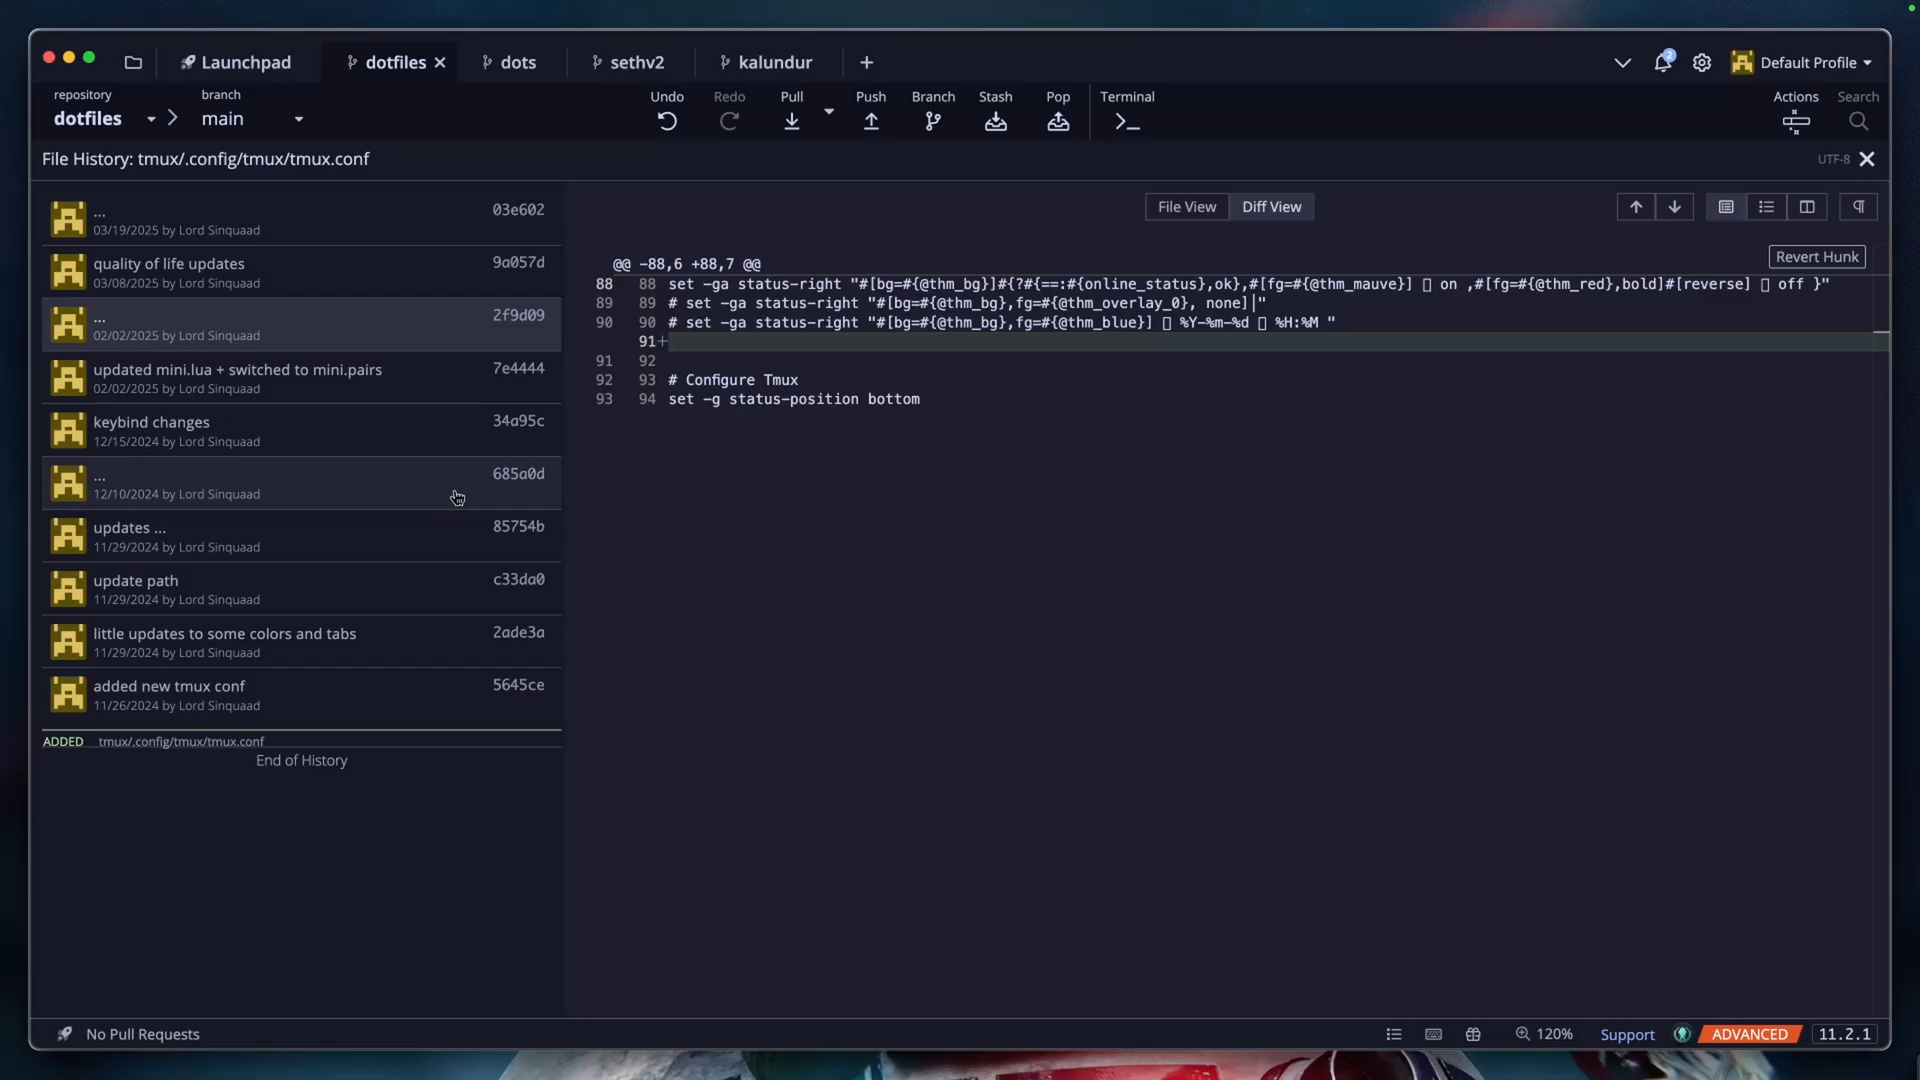 Launchpad
dotfiles
dots
sethv2
kalundur
2
Default Profile
repository
dotfiles
branch
main
Undo
Redo
Pull
Push
Branch
Stash
Pop
Terminal
Actions
Search
File History: tmux/.config/tmux/tmux.conf
UTF-8
... 03e602
03/19/2025 by Lord Sinquaad
quality of life updates 9a057d
03/08/2025 by Lord Sinquaad
... 2f9d09
02/02/2025 by Lord Sinquaad
updated mini.lua + switched to mini.pairs 7e4444
02/02/2025 by Lord Sinquaad
keybind changes 34a95c
12/15/2024 by Lord Sinquaad
... 685a0d
12/10/2024 by Lord Sinquaad
updates ... 85754b
11/29/2024 by Lord Sinquaad
update path c33da0
11/29/2024 by Lord Sinquaad
little updates to some colors and tabs 2ade3a
11/29/2024 by Lord Sinquaad
added new tmux conf 5645ce
11/26/2024 by Lord Sinquaad
ADDED tmux/.config/tmux/tmux.conf
End of History
File View
Diff View
Revert Hunk
@@ -88,6 +88,7 @@
88 88 set -ga status-right "#[bg=#{@thm_bg}]#{?#{==:#{online_status},ok},#[fg=#{@thm_mauve}] 󰖩 on ,#[fg=#{@thm_red},bold]#[reverse] 󰖪 off }"
89 89 # set -ga status-right "#[bg=#{@thm_bg},fg=#{@thm_overlay_0}, none]│"
90 90 # set -ga status-right "#[bg=#{@thm_bg},fg=#{@thm_blue}] 󰭦 %Y-%m-%d 󰅐 %H:%M "
91+
91 92
92 93 # Configure Tmux
93 94 set -g status-position bottom
No Pull Requests
120%
Support
ADVANCED
11.2.1